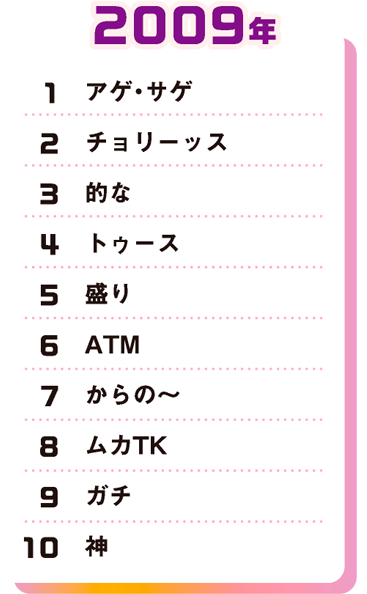 2009年
1 アゲ・サゲ
2 チョリーッス
3 的な
4 トゥース
5 盛り
6 ATM
7 からの～
8 ムカTK
9 ガチ
10 神